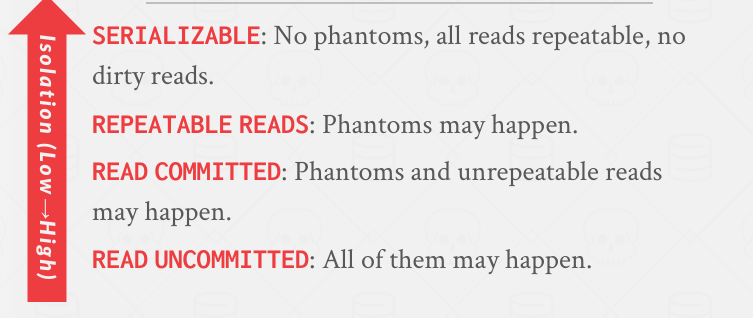 Isolation (Low→High)
SERIALIZABLE: No phantoms, all reads repeatable, no
dirty reads.
REPEATABLE READS: Phantoms may happen.
READ COMMITTED: Phantoms and unrepeatable reads
may happen.
READ UNCOMMITTED: All of them may happen.